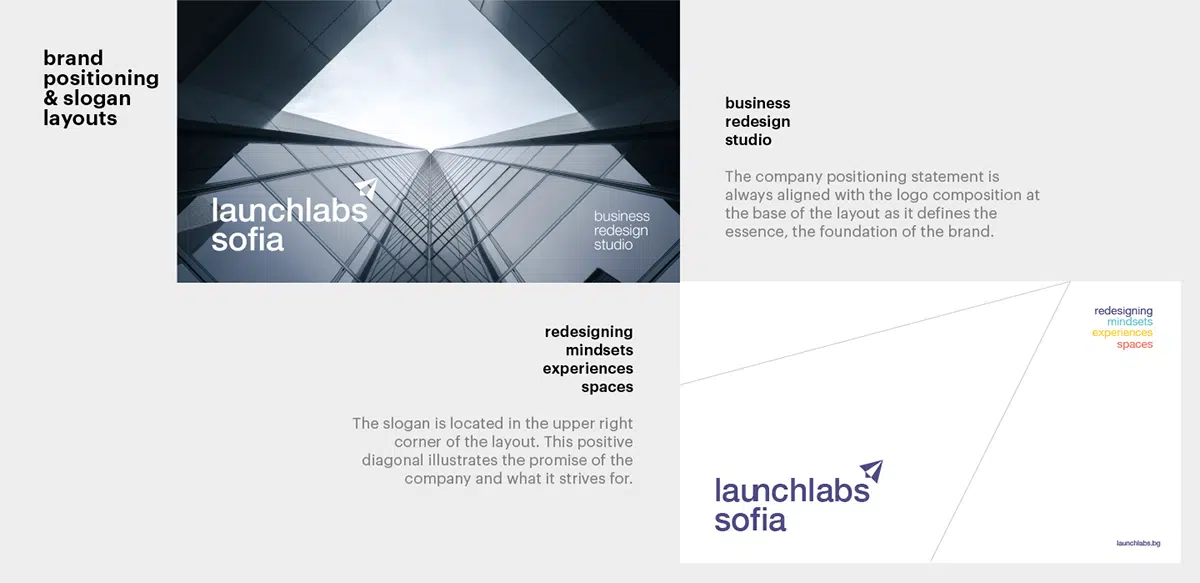 brand
positioning
& slogan
layouts
launchlabs
sofia
business
redesign
studio
business
redesign
studio
The company positioning statement is
always aligned with the logo composition at
the base of the layout as it defines the
essence, the foundation of the brand.
redesigning
mindsets
experiences
spaces
The slogan is located in the upper right
corner of the layout. This positive
diagonal illustrates the promise of the
company and what it strives for.
redesigning
mindsets
experiences
spaces
launchlabs
sofia
launchlabs.bg